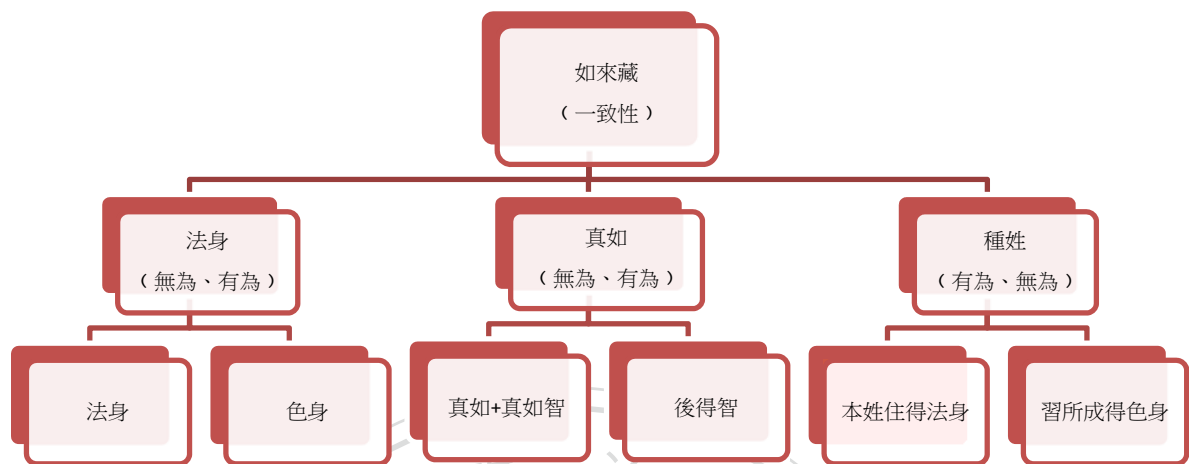 如來藏
（一致性）
法身
（無為、有為）
真如
（無為、有為）
種姓
（有為、無為）
法身
色身
真如+真如智
後得智
本姓住得法身
習所成得色身